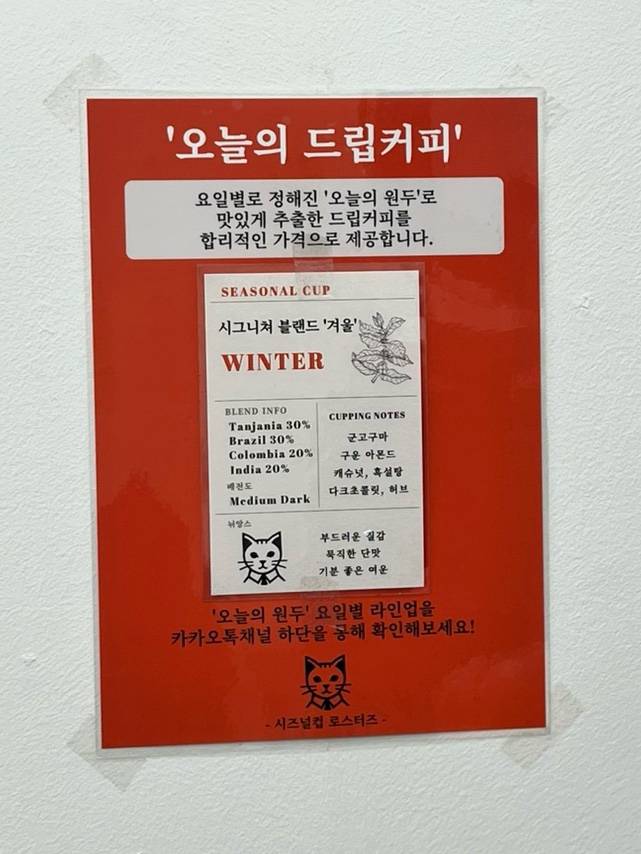 '오늘의 드립커피'
요일별로 정해진 '오늘의 원두'로
맛있게 추출한 드립커피를
합리적인 가격으로 제공합니다.
SEASONAL CUP
시그니쳐 블랜드 '겨울'
WINTER
BLEND INFO
Tanjania 30%
Brazil 30%
Colombia 20%
India 20%
배전도
Medium Dark
CUPPING NOTES
군고구마
구운 아몬드
캐슈넛, 흑설탕
다크초콜릿, 허브
뉘앙스
부드러운 질감
묵직한 단맛
기분 좋은 여운
'오늘의 원두' 요일별 라인업을
카카오톡채널 하단을 통해 확인해보세요!
- 시즈널컵 로스터즈 -